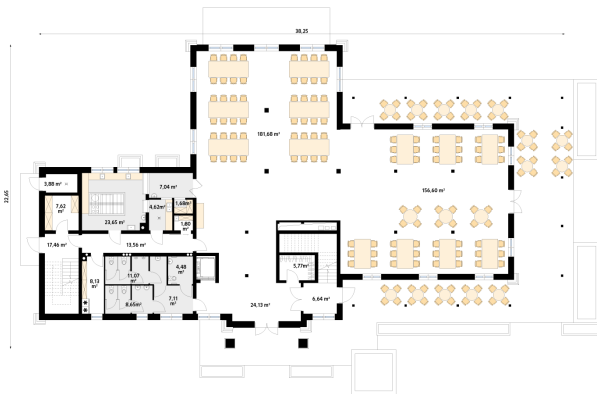 38,25
22,65
181,68 m²
156,60 m²
3,88 m²
7,04 m²
7,62
m²
4,62m²
1,68m²
23,65 m²
1,80
m²
17,46 m²
13,56 m²
5,77m²
11,07
m²
4,48
m²
8,13
m²
8,65m²
7,11
m²
24,13 m²
6,64 m²